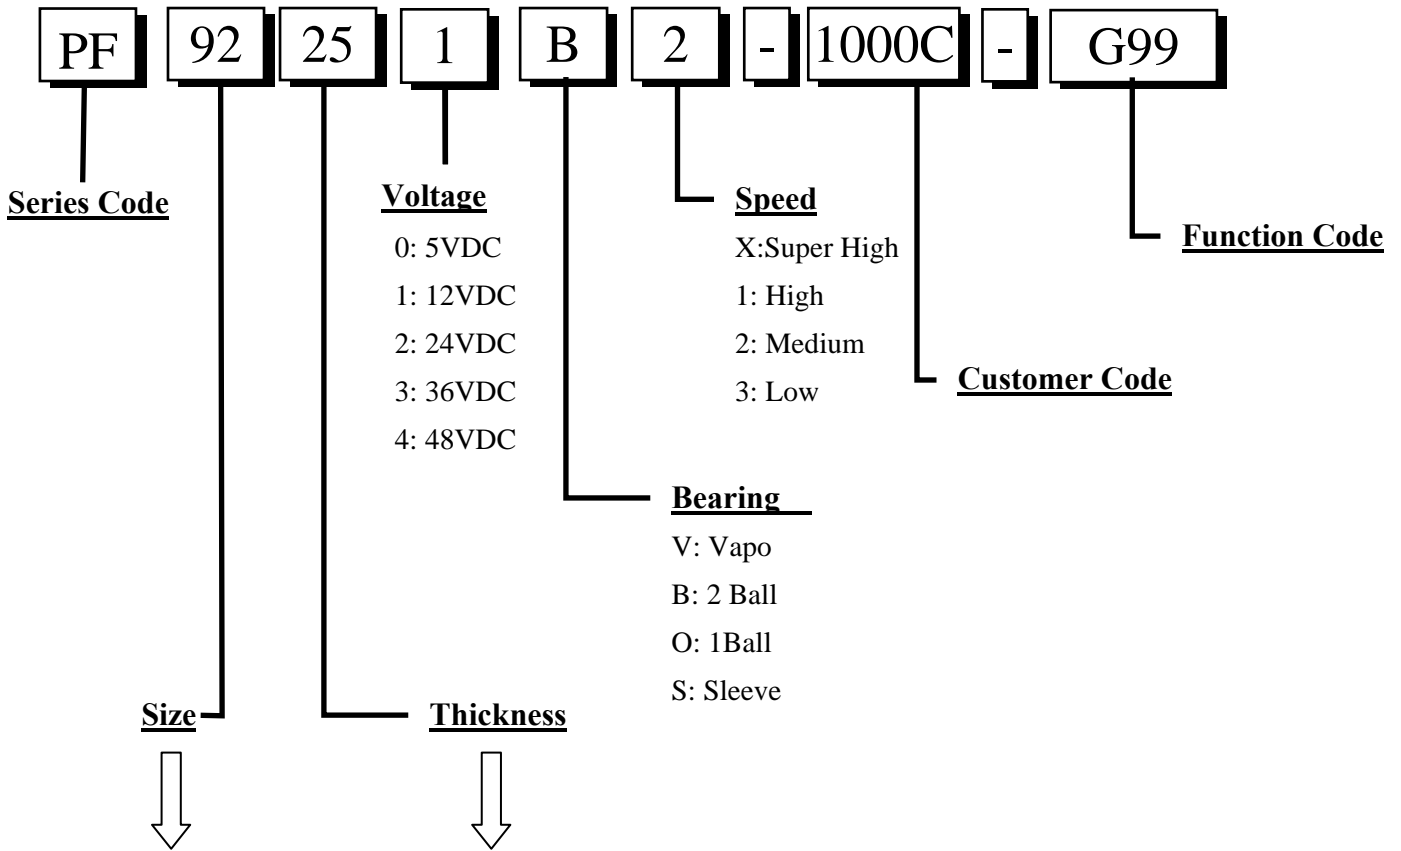 PF 92 25 1 B 2 - 1000C - G99
Series Code
Voltage
0: 5VDC
1: 12VDC
2: 24VDC
3: 36VDC
4: 48VDC
Speed
X:Super High
1: High
2: Medium
3: Low
Function Code
Customer Code
Bearing
V: Vapo
B: 2 Ball
O: 1Ball
S: Sleeve
Size
Thickness